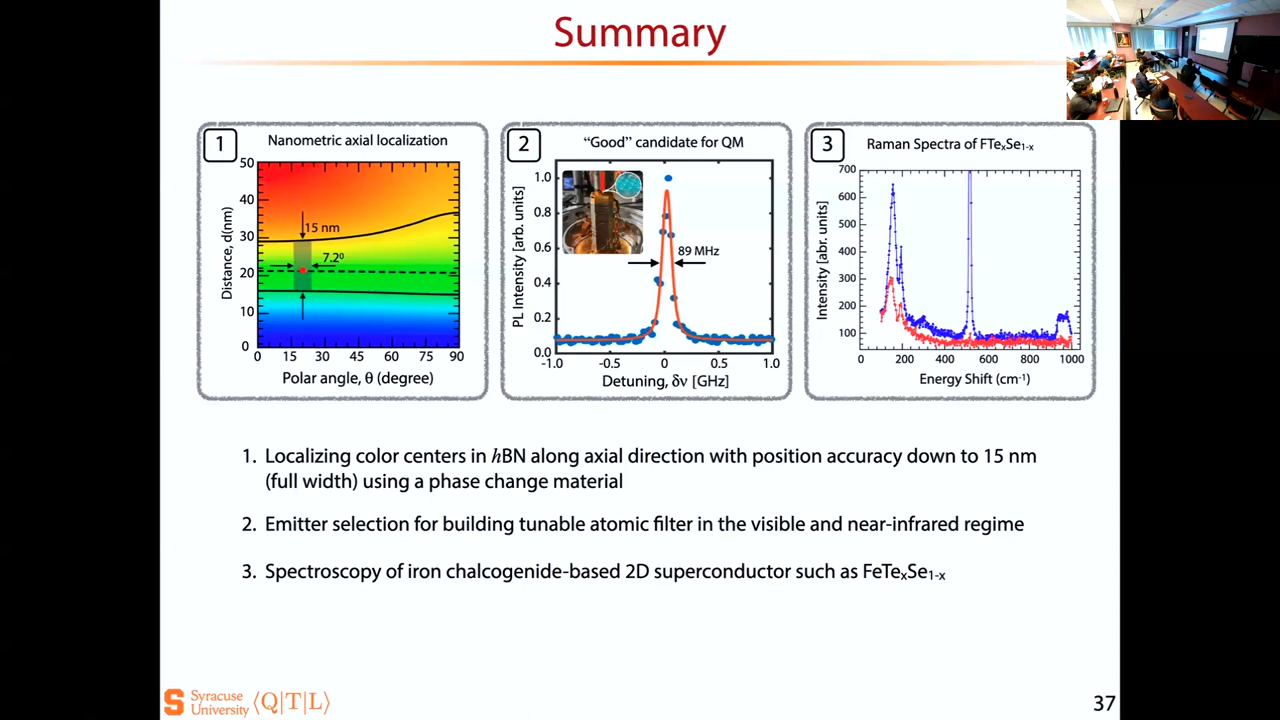 Summary
1
Nanometric axial localization
50
40
30
20
10
0
Distance, d(nm)
15 nm
7.2⁰
0 15 30 45 60 75 90
Polar angle, θ (degree)
2
“Good” candidate for QM
1.0
0.8
0.6
0.4
0.2
0.0
PL Intensity [arb. units]
89 MHz
-1.0 -0.5 0 0.5 1.0
Detuning, δν [GHz]
3
Raman Spectra of FTeₓSe₁₋ₓ
700
600
500
400
300
200
100
Intensity [abr. units]
0 200 400 600 800 1000
Energy Shift (cm⁻¹)
1. Localizing color centers in hBN along axial direction with position accuracy down to 15 nm
(full width) using a phase change material
2. Emitter selection for building tunable atomic filter in the visible and near-infrared regime
3. Spectroscopy of iron chalcogenide-based 2D superconductor such as FeTeₓSe₁₋ₓ
S Syracuse University ⟨Q|T|L⟩
37